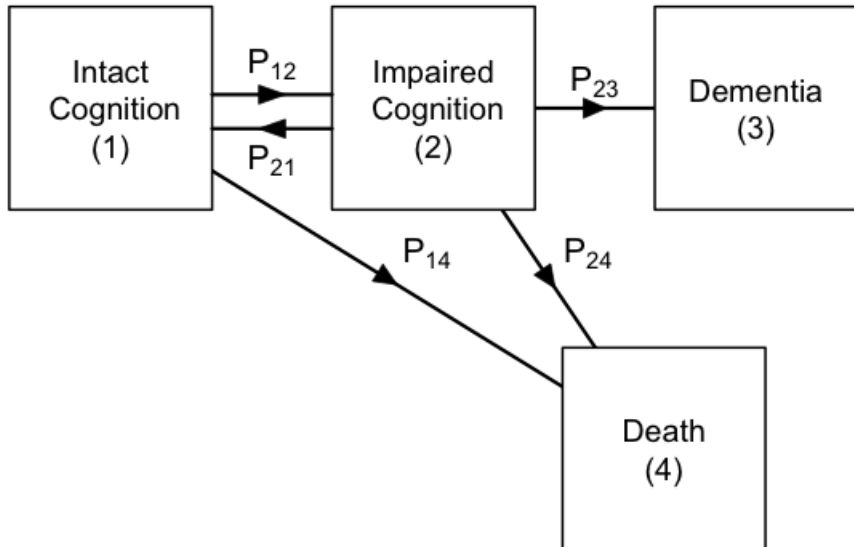 Intact
Cognition
(1)
P12
P21
Impaired
Cognition
(2)
P23
Dementia
(3)
P14
P24
Death
(4)